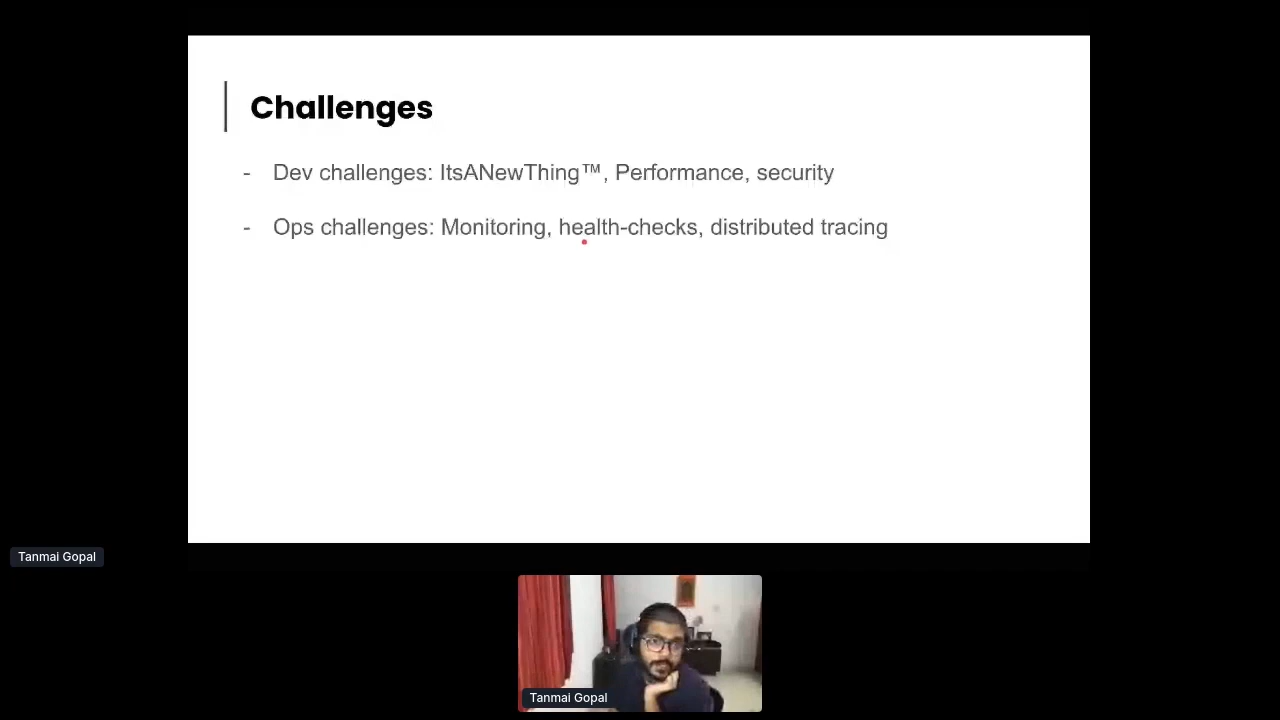 Challenges
- Dev challenges: ItsANewThing™, Performance, security
- Ops challenges: Monitoring, health-checks, distributed tracing
Tanmai Gopal
Tanmai Gopal